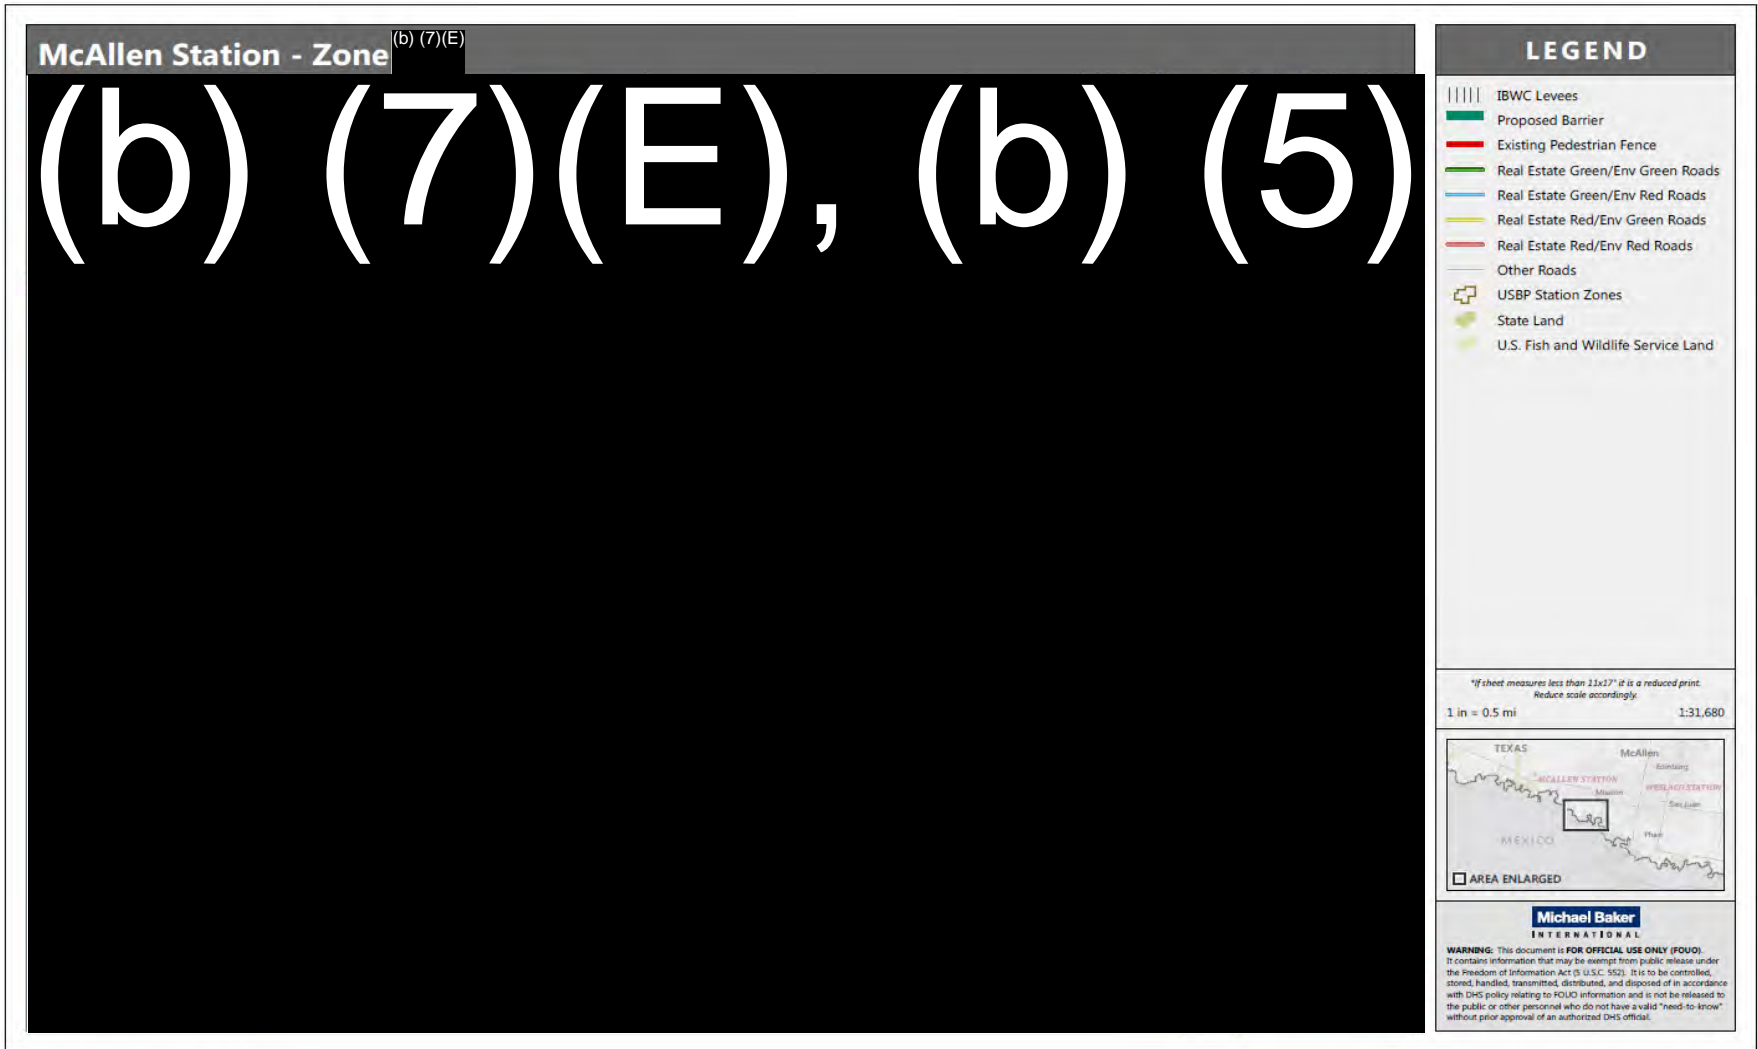 McAllen Station - Zone (b) (7)(E)
(b) (7)(E), (b) (5)
LEGEND
IBWC Levees
Proposed Barrier
Existing Pedestrian Fence
Real Estate Green/Env Green Roads
Real Estate Green/Env Red Roads
Real Estate Red/Env Green Roads
Real Estate Red/Env Red Roads
Other Roads
USBP Station Zones
State Land
U.S. Fish and Wildlife Service Land
*If sheet measures less than 11x17" it is a reduced print.
Reduce scale accordingly.
1 in = 0.5 mi 1:31,680
TEXAS
McAllen
Edinburg
MCALLEN STATION
WESLACO STATION
Mission
San Juan
Pharr
MEXICO
AREA ENLARGED
Michael Baker
INTERNATIONAL
WARNING: This document is FOR OFFICIAL USE ONLY (FOUO).
It contains information that may be exempt from public release under
the Freedom of Information Act (5 U.S.C. 552). It is to be controlled,
stored, handled, transmitted, distributed, and disposed of in accordance
with DHS policy relating to FOUO information and is not be released to
the public or other personnel who do not have a valid "need-to-know"
without prior approval of an authorized DHS official.